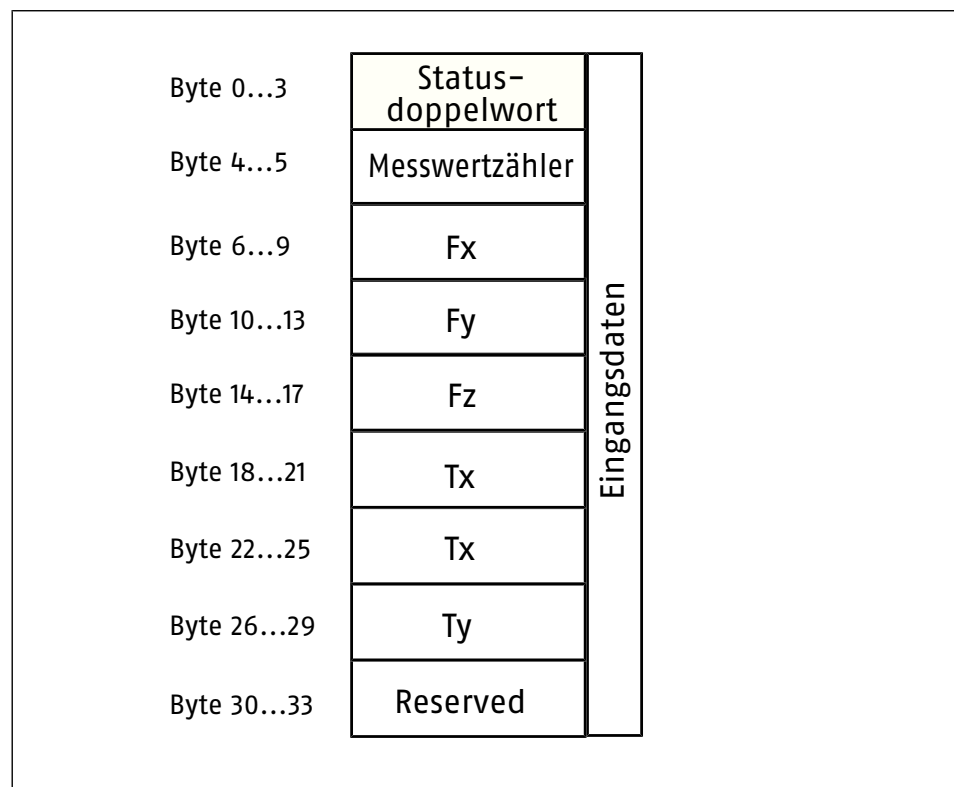 Byte 0...3
Status-
doppelwort
Byte 4...5
Messwertzähler
Byte 6...9
Fx
Byte 10...13
Fy
Byte 14...17
Fz
Byte 18...21
Tx
Byte 22...25
Tx
Byte 26...29
Ty
Byte 30...33
Reserved
Eingangsdaten